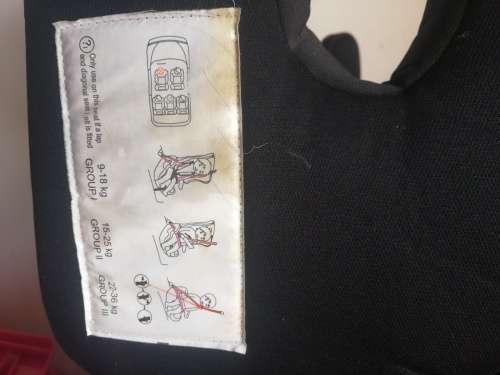 ? Only use on this seat if a lap
and diagonal seat belt is fitted
9-18 kg
GROUP I
15-25 kg
GROUP II
22-36 kg
GROUP III